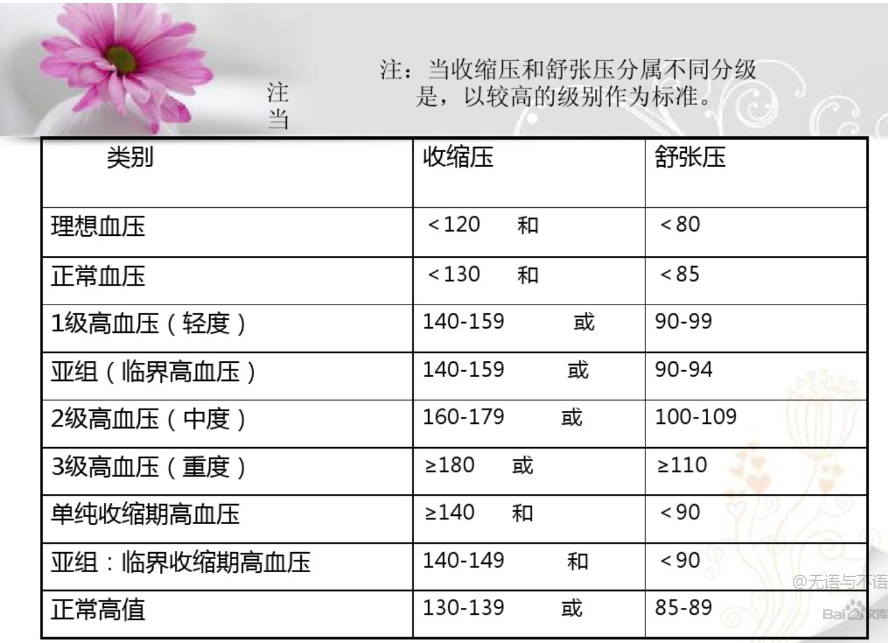 注：当收缩压和舒张压分属不同分级
是，以较高的级别作为标准。
注
当
类别 收缩压 舒张压
理想血压 <120 和 <80
正常血压 <130 和 <85
1级高血压（轻度） 140-159 或 90-99
亚组（临界高血压） 140-159 或 90-94
2级高血压（中度） 160-179 或 100-109
3级高血压（重度） ≥180 或 ≥110
单纯收缩期高血压 ≥140 和 <90
亚组：临界收缩期高血压 140-149 和 <90
正常高值 130-139 或 85-89
@无语与不语
Bai 文库